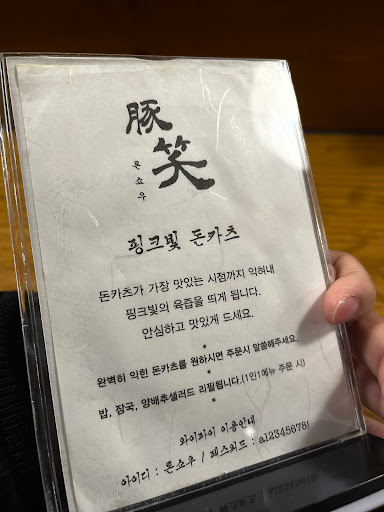 豚
笑
톤쇼우
핑크빛 돈카츠
돈카츠가 가장 맛있는 시점까지 익혀내
핑크빛의 육즙을 띄게 됩니다.
안심하고 맛있게 드세요.
*
완벽히 익힌 돈카츠를 원하시면 주문시 말씀해주세요.
*
밥, 장국, 양배추샐러드 리필됩니다.(1인1메뉴 주문 시)
*
와이파이 이용안내
아이디 : 톤쇼우 / 패스워드 : a12345678!